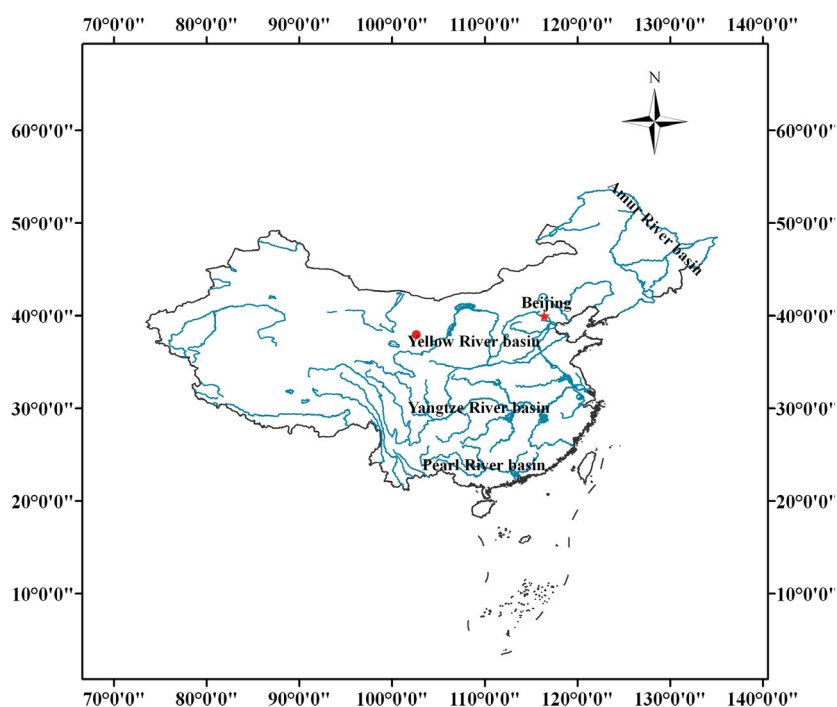 70°0'0" 80°0'0" 90°0'0" 100°0'0" 110°0'0" 120°0'0" 130°0'0" 140°0'0"
N
60°0'0" 60°0'0"
Amur River basin
50°0'0" 50°0'0"
Beijing
40°0'0" 40°0'0"
Yellow River basin
Yangtze River basin
30°0'0" 30°0'0"
Pearl River basin
20°0'0" 20°0'0"
10°0'0" 10°0'0"
70°0'0" 80°0'0" 90°0'0" 100°0'0" 110°0'0" 120°0'0" 130°0'0" 140°0'0"